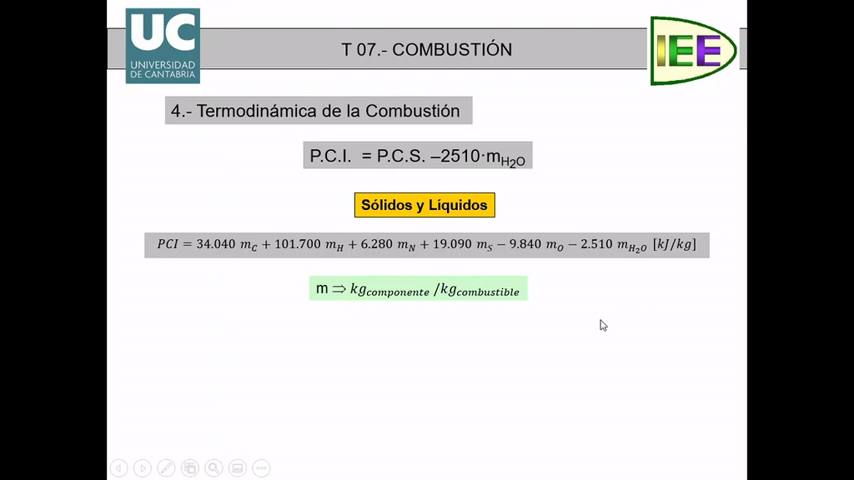 UC
UNIVERSIDAD
DE CANTABRIA
T 07.- COMBUSTIÓN
IEE
4.- Termodinámica de la Combustión
P.C.I. = P.C.S. –2510·mH2O
Sólidos y Líquidos
PCI = 34.040 mC + 101.700 mH + 6.280 mN + 19.090 mS − 9.840 mO − 2.510 mH2O [kJ/kg]
m ⇒ kgcomponente /kgcombustible